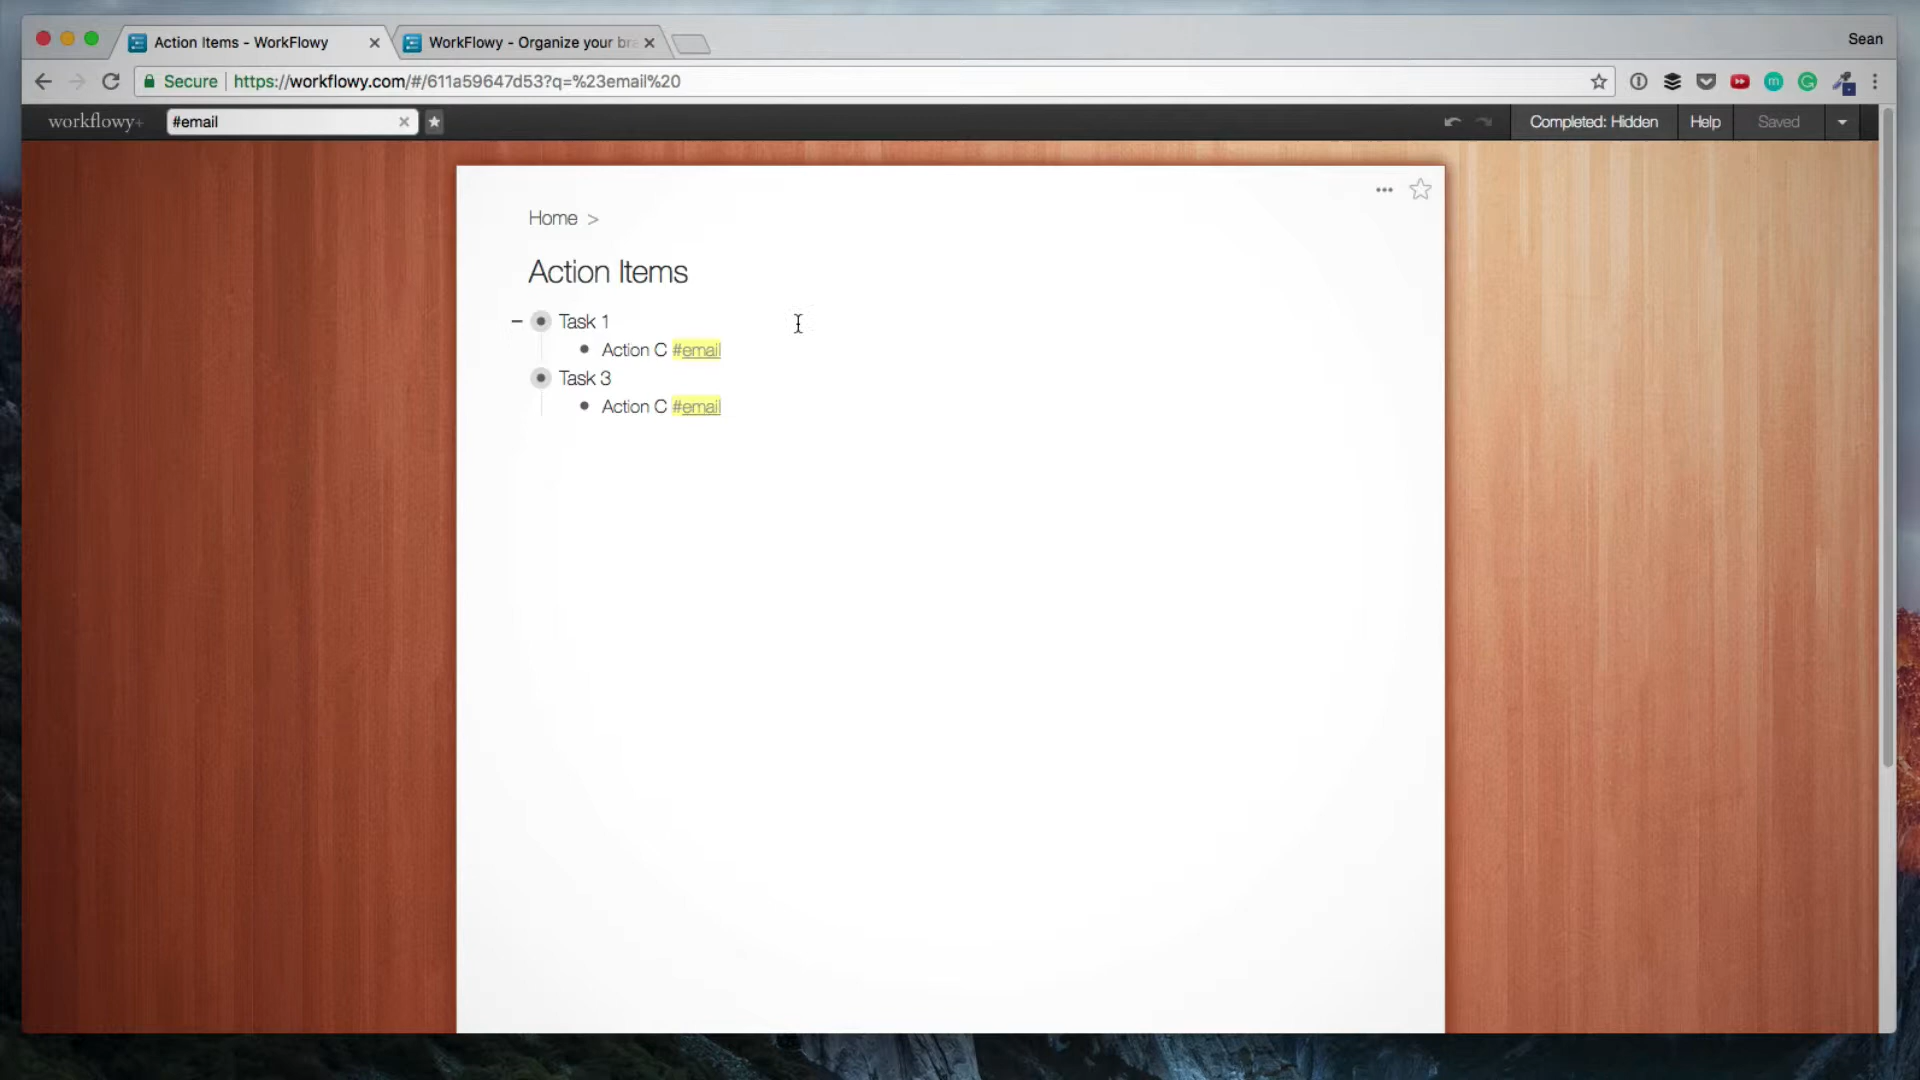 Action Items - WorkFlowy
WorkFlowy - Organize your bra
Sean
Secure https://workflowy.com/#/611a59647d53?q=%23email%20
workflowy+
#email
Completed: Hidden
Help
Saved
Home >
Action Items
Task 1
Action C #email
Task 3
Action C #email